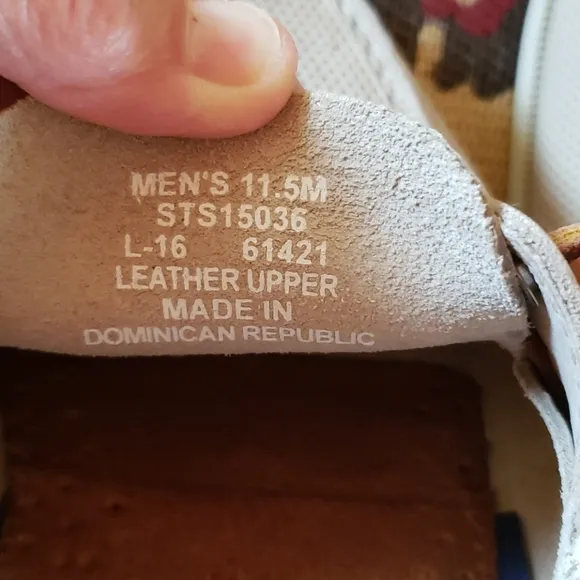 MEN'S 11.5M
STS15036
L-16 61421
LEATHER UPPER
MADE IN
DOMINICAN REPUBLIC